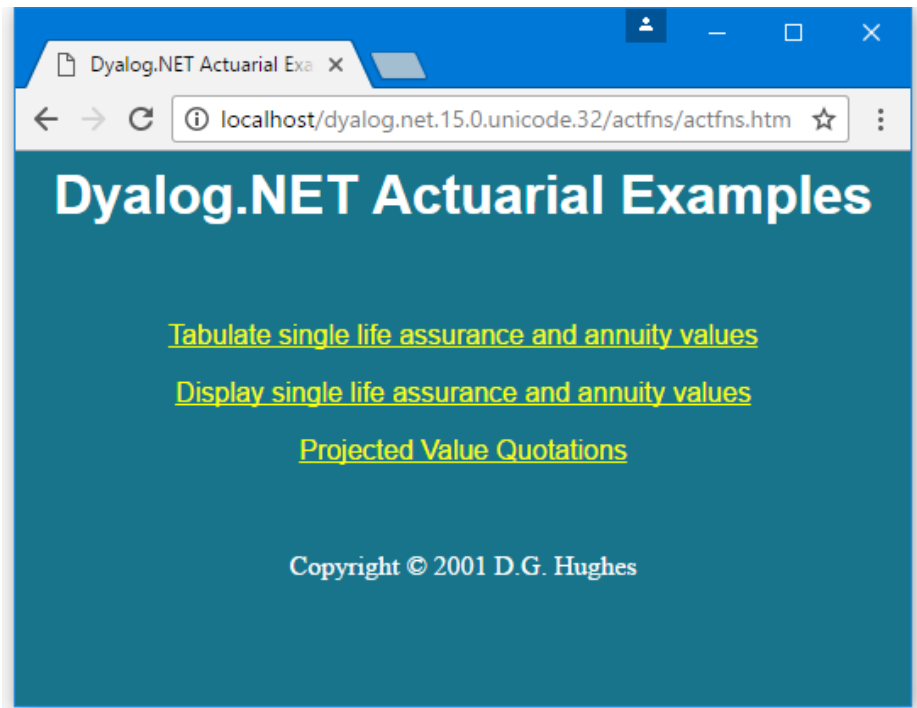 Dyalog.NET Actuarial Exa
localhost/dyalog.net.15.0.unicode.32/actfns/actfns.htm
Dyalog.NET Actuarial Examples
Tabulate single life assurance and annuity values
Display single life assurance and annuity values
Projected Value Quotations
Copyright © 2001 D.G. Hughes